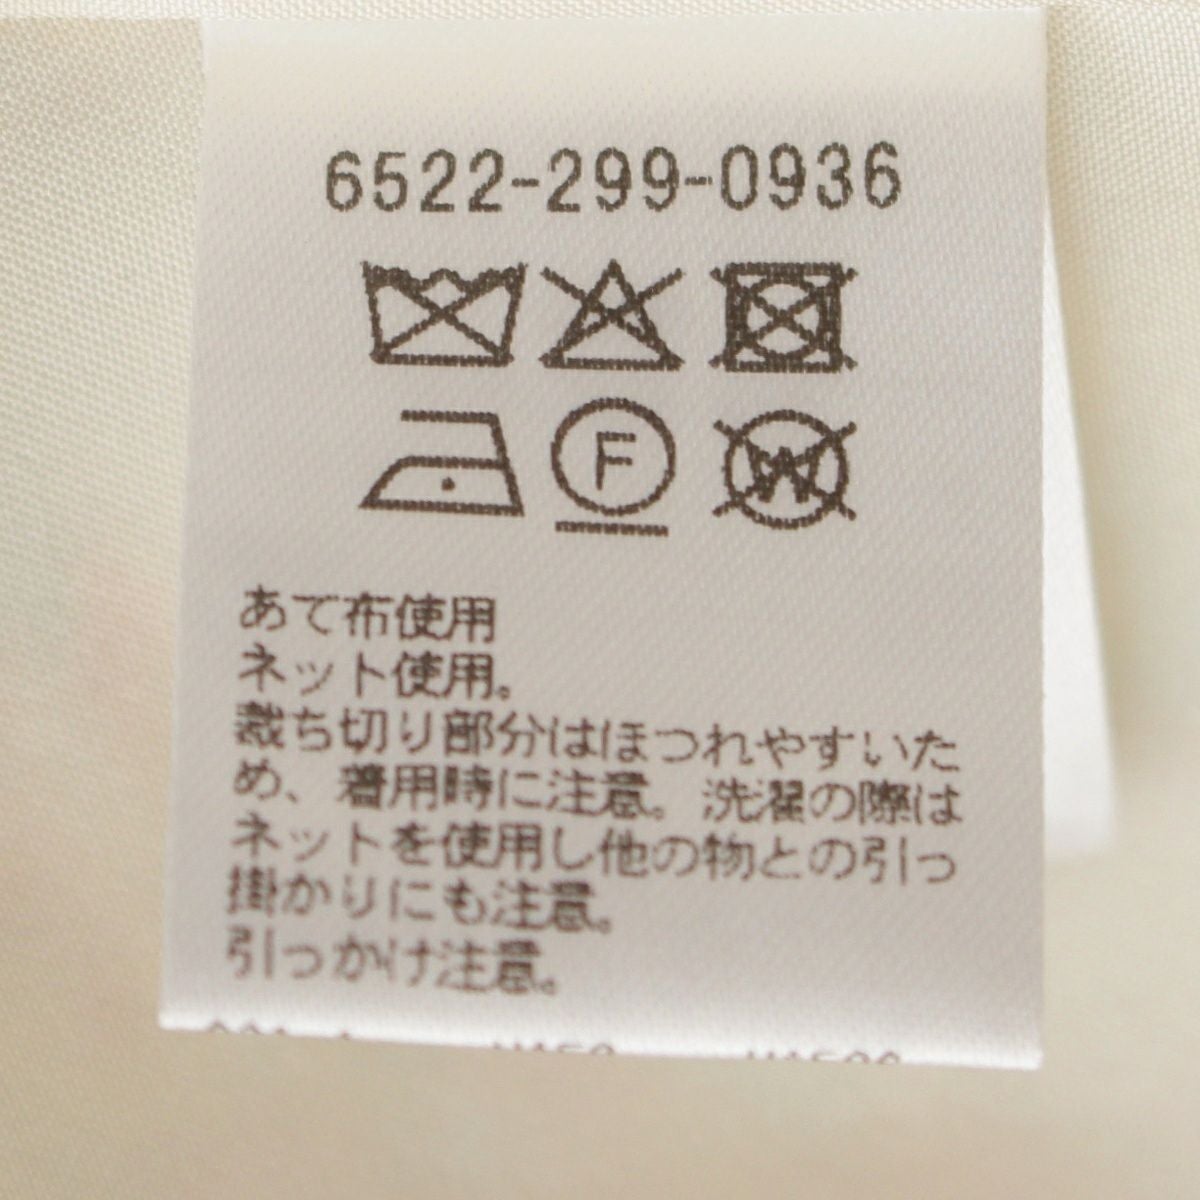 6522-299-0936
F
W
あて布使用
ネット使用。
裁ち切り部分はほつれやすいた
め、着用時に注意。洗濯の際は
ネットを使用し他の物との引っ
掛かりにも注意。
引っかけ注意。